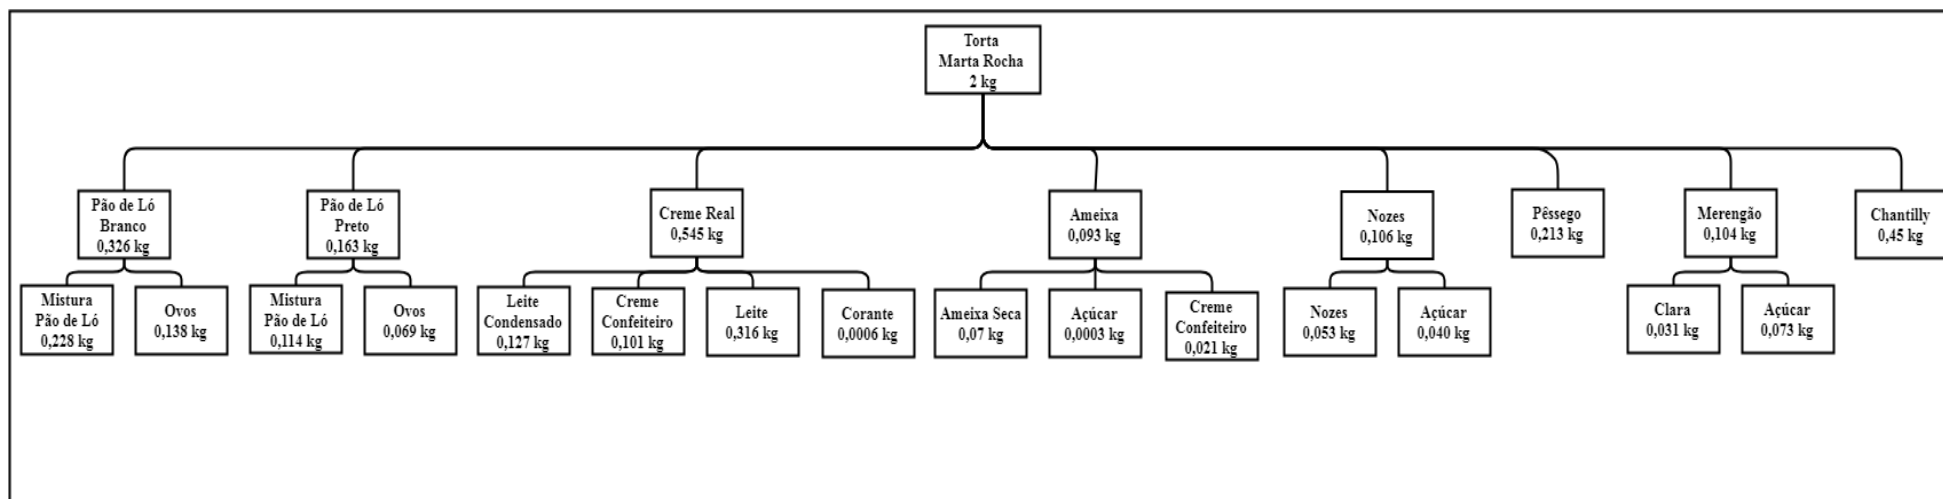 Torta
Marta Rocha
2 kg
Pão de Ló
Branco
0,326 kg
Pão de Ló
Preto
0,163 kg
Creme Real
0,545 kg
Ameixa
0,093 kg
Nozes
0,106 kg
Pêssego
0,213 kg
Merengão
0,104 kg
Chantilly
0,45 kg
Mistura
Pão de Ló
0,228 kg
Ovos
0,138 kg
Mistura
Pão de Ló
0,114 kg
Ovos
0,069 kg
Leite
Condensado
0,127 kg
Creme
Confeiteiro
0,101 kg
Leite
0,316 kg
Corante
0,0006 kg
Ameixa Seca
0,07 kg
Açúcar
0,0003 kg
Creme
Confeiteiro
0,021 kg
Nozes
0,053 kg
Açúcar
0,040 kg
Clara
0,031 kg
Açúcar
0,073 kg